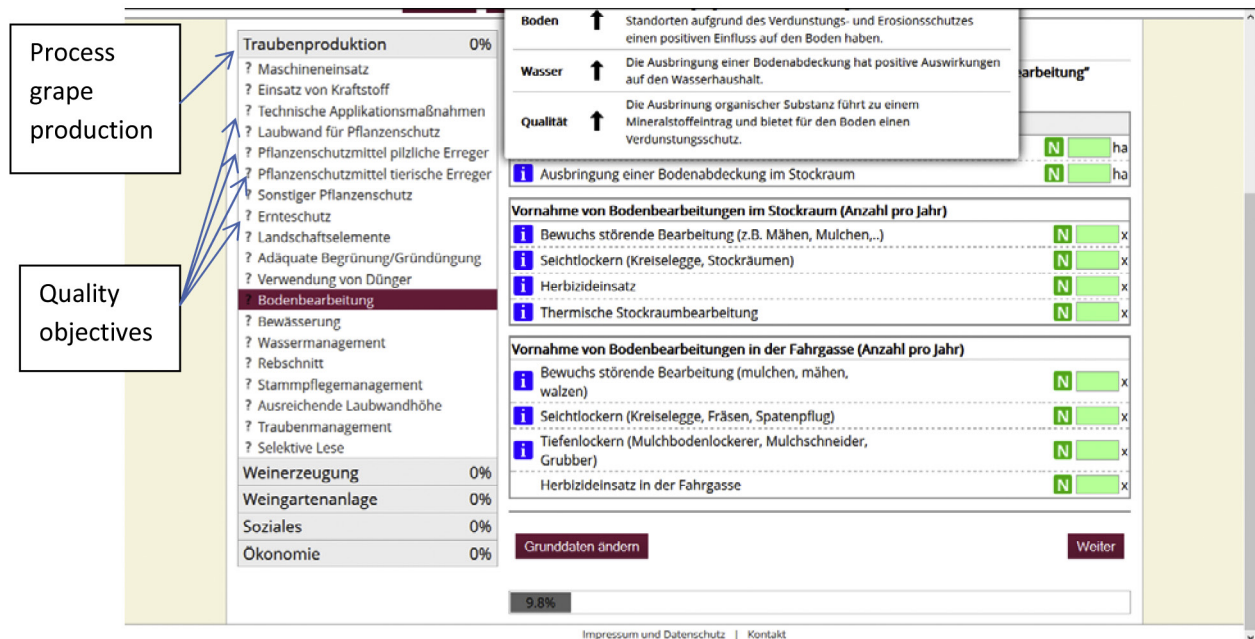 Process
grape
production
Quality
objectives
Traubenproduktion 0%
? Maschineneinsatz
? Einsatz von Kraftstoff
? Technische Applikationsmaßnahmen
? Laubwand für Pflanzenschutz
? Pflanzenschutzmittel pilzliche Erreger
? Pflanzenschutzmittel tierische Erreger
? Sonstiger Pflanzenschutz
? Ernteschutz
? Landschaftselemente
? Adäquate Begrünung/Gründüngung
? Verwendung von Dünger
? Bodenbearbeitung
? Bewässerung
? Wassermanagement
? Rebschnitt
? Stammpflegemanagement
? Ausreichende Laubwandhöhe
? Traubenmanagement
? Selektive Lese
Weinerzeugung 0%
Weingartenanlage 0%
Soziales 0%
Ökonomie 0%
Boden Standorten aufgrund des Verdunstungs- und Erosionsschutzes
einen positiven Einfluss auf den Boden haben.
Wasser Die Ausbringung einer Bodenabdeckung hat positive Auswirkungen
auf den Wasserhaushalt.
Qualität Die Ausbrinung organischer Substanz führt zu einem
Mineralstoffeintrag und bietet für den Boden einen
Verdunstungsschutz.
arbeitung"
N ha
i Ausbringung einer Bodenabdeckung im Stockraum N ha
Vornahme von Bodenbearbeitungen im Stockraum (Anzahl pro Jahr)
i Bewuchs störende Bearbeitung (z.B. Mähen, Mulchen,..) N x
i Seichtlockern (Kreiselegge, Stockräumen) N x
i Herbizideinsatz N x
i Thermische Stockraumbearbeitung N x
Vornahme von Bodenbearbeitungen in der Fahrgasse (Anzahl pro Jahr)
i Bewuchs störende Bearbeitung (mulchen, mähen,
walzen) N x
i Seichtlockern (Kreiselegge, Fräsen, Spatenpflug) N x
i Tiefenlockern (Mulchbodenlockerer, Mulchschneider,
Grubber) N x
Herbizideinsatz in der Fahrgasse N x
Grunddaten ändern Weiter
9.8%
Impressum und Datenschutz | Kontakt